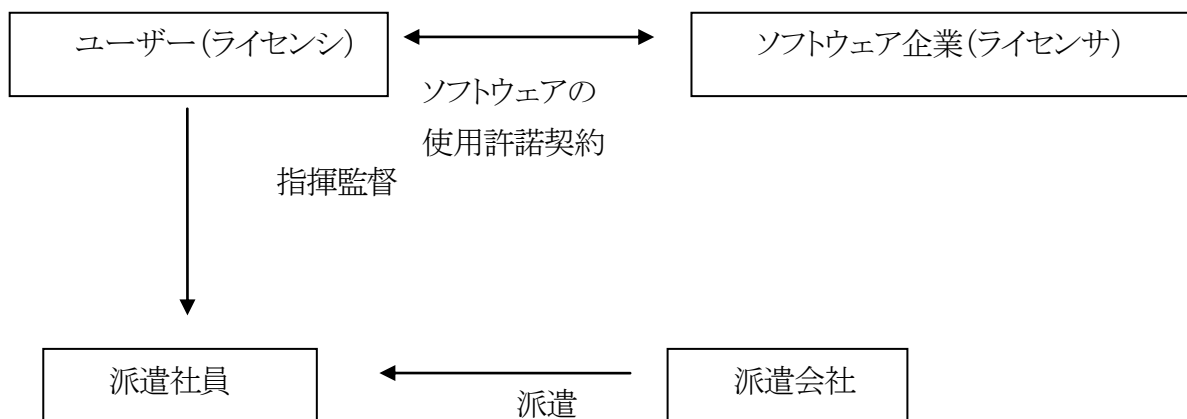 ユーザー(ライセンシ)
ソフトウェア企業(ライセンサ)
ソフトウェアの
使用許諾契約
指揮監督
派遣社員
派遣会社
派遣